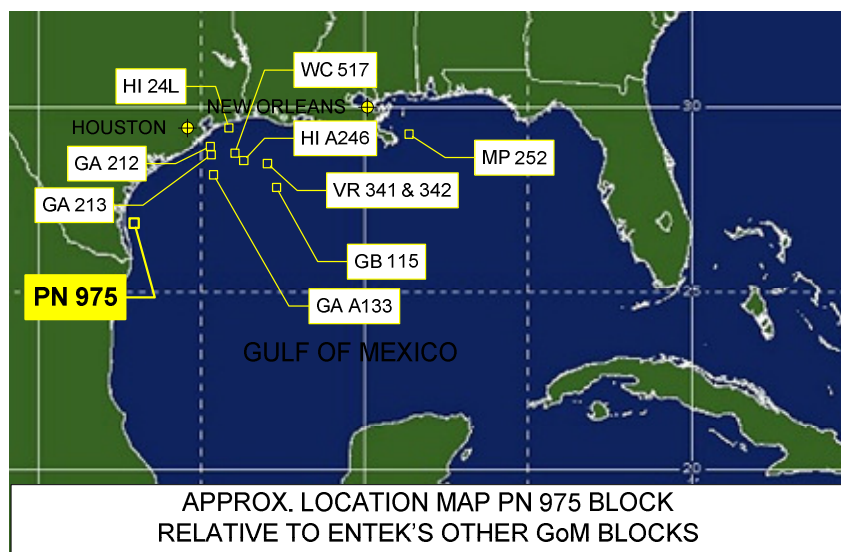 WC 517
HI 24L
NEW ORLEANS
30
HOUSTON
HI A246
GA 212
MP 252
VR 341 & 342
GA 213
GB 115
PN 975
25
GA A133
GULF OF MEXICO
20
APPROX. LOCATION MAP PN 975 BLOCK
RELATIVE TO ENTEK'S OTHER GoM BLOCKS